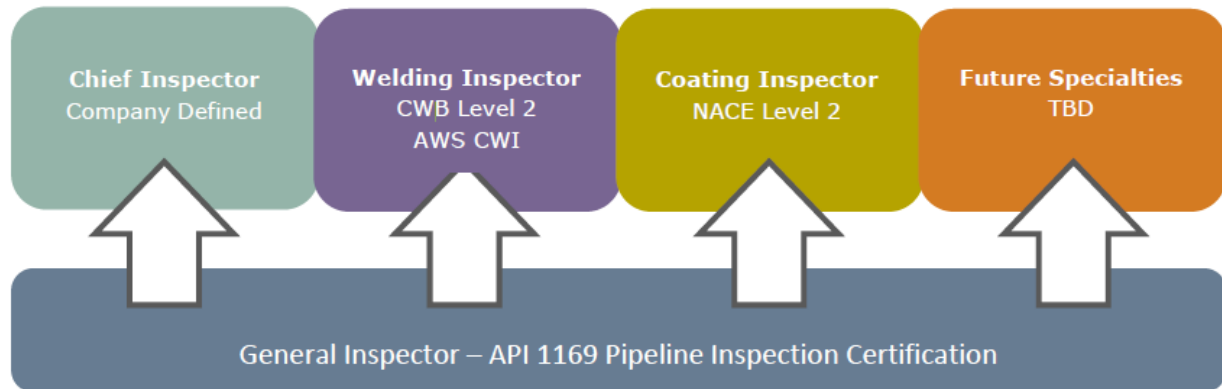 Chief Inspector
Company Defined
Welding Inspector
CWB Level 2
AWS CWI
Coating Inspector
NACE Level 2
Future Specialties
TBD
General Inspector – API 1169 Pipeline Inspection Certification